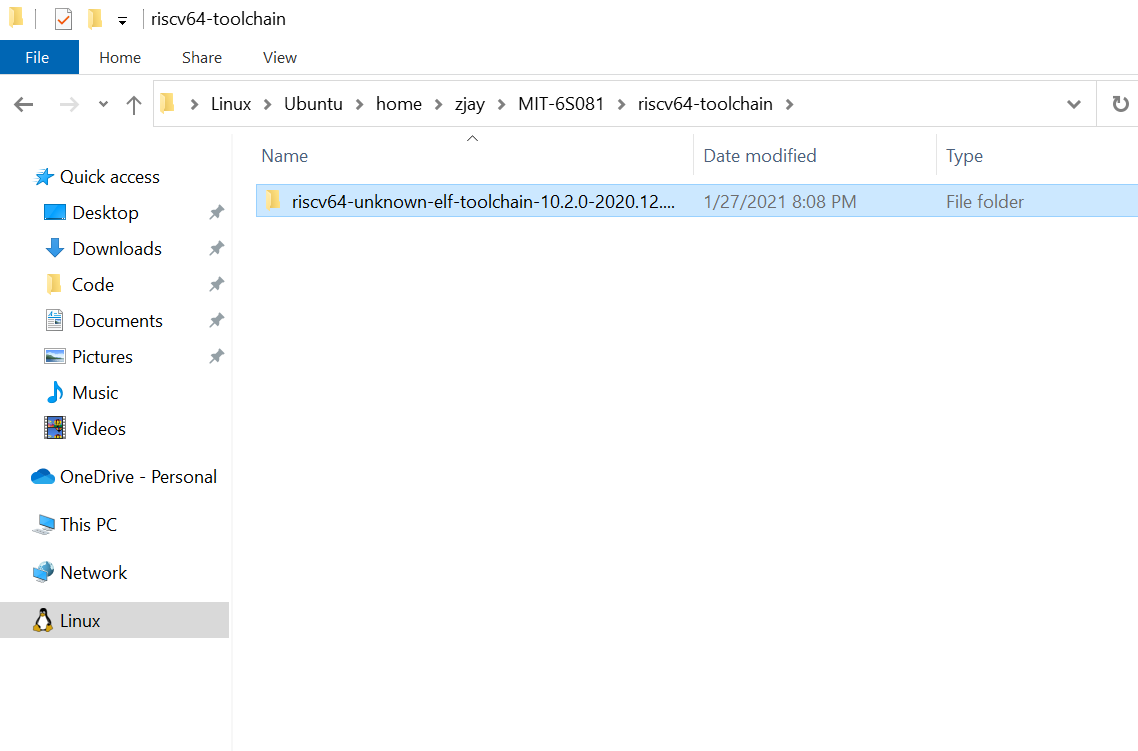 riscv64-toolchain
File Home Share View
Linux Ubuntu home zjay MIT-6S081 riscv64-toolchain
Name Date modified Type
Quick access
riscv64-unknown-elf-toolchain-10.2.0-2020.12.... 1/27/2021 8:08 PM File folder
Desktop
Downloads
Code
Documents
Pictures
Music
Videos
OneDrive - Personal
This PC
Network
Linux